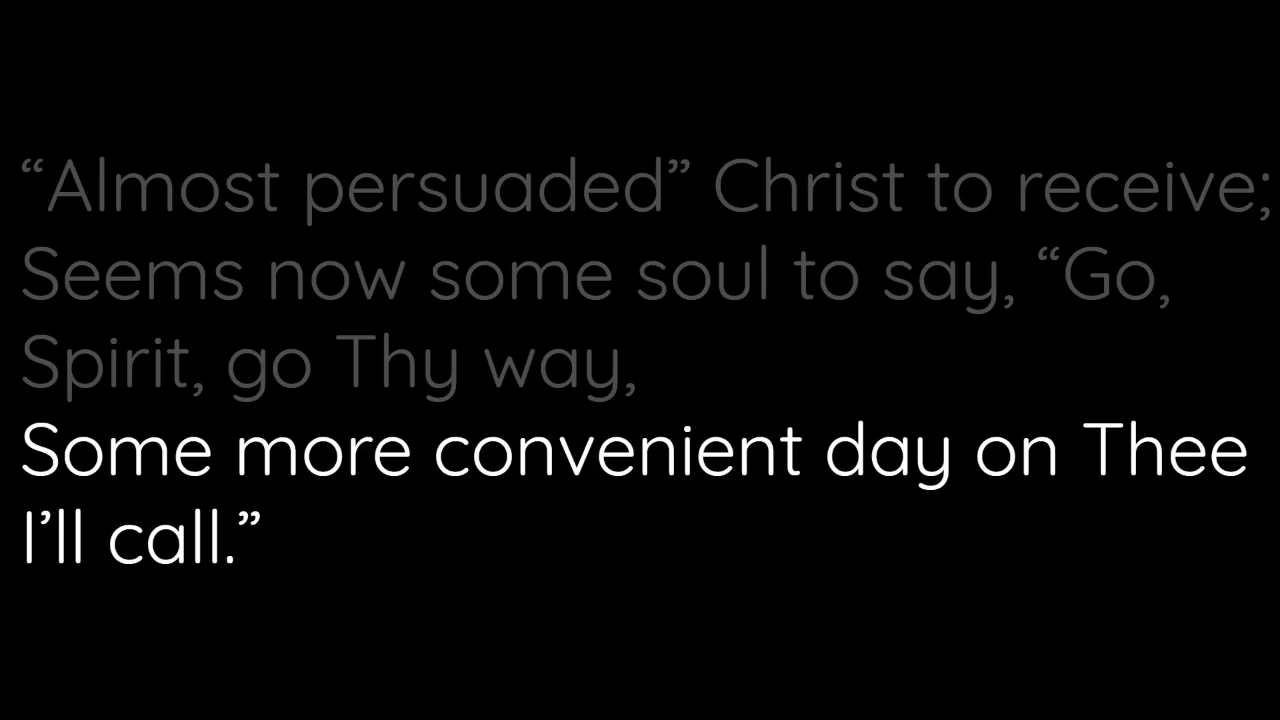 “Almost persuaded” Christ to receive;
Seems now some soul to say, “Go,
Spirit, go Thy way,
Some more convenient day on Thee
I’ll call.”